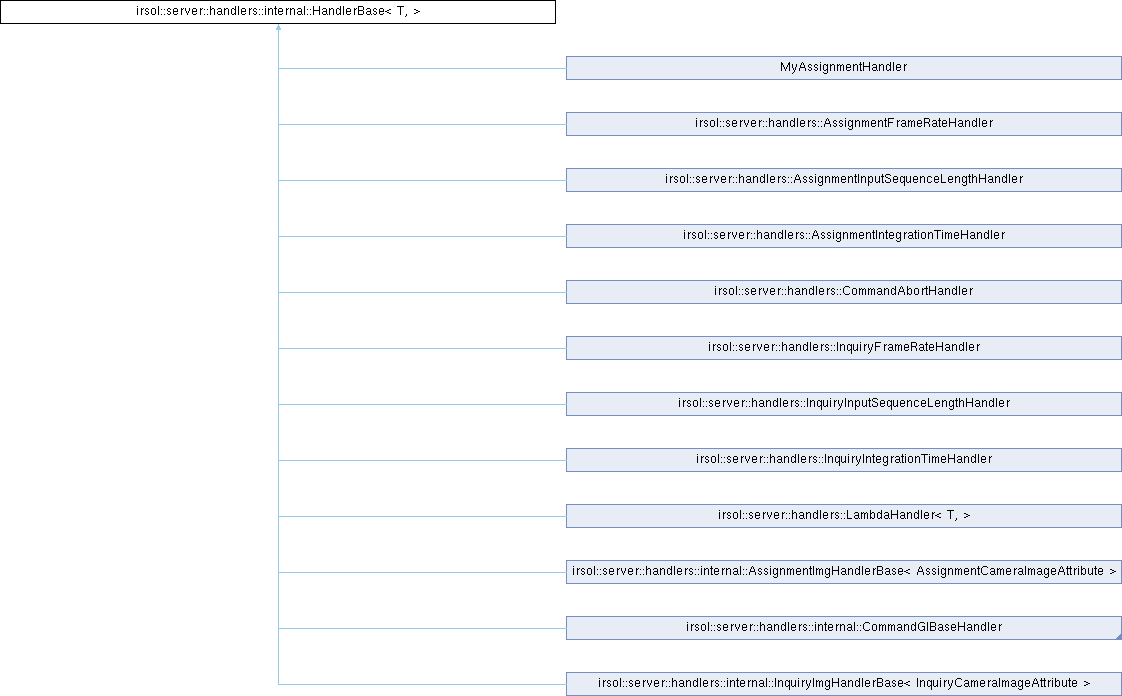 irsol::server::handlers::internal::HandlerBase< T, >
MyAssignmentHandler
irsol::server::handlers::AssignmentFrameRateHandler
irsol::server::handlers::AssignmentInputSequenceLengthHandler
irsol::server::handlers::AssignmentIntegrationTimeHandler
irsol::server::handlers::CommandAbortHandler
irsol::server::handlers::InquiryFrameRateHandler
irsol::server::handlers::InquiryInputSequenceLengthHandler
irsol::server::handlers::InquiryIntegrationTimeHandler
irsol::server::handlers::LambdaHandler< T, >
irsol::server::handlers::internal::AssignmentImgHandlerBase< AssignmentCameraImageAttribute >
irsol::server::handlers::internal::CommandGIBaseHandler
irsol::server::handlers::internal::InquiryImgHandlerBase< InquiryCameraImageAttribute >